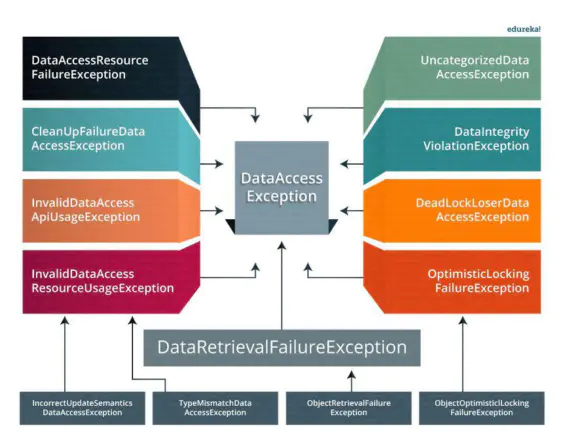 edureka!
DataAccessResource
FailureException
CleanUpFailureData
AccessException
InvalidDataAccess
ApiUsageException
InvalidDataAccess
ResourceUsageException
DataAccess
Exception
UncategorizedData
AccessException
DataIntegrity
ViolationException
DeadLockLoserData
AccessException
OptimisticLocking
FailureException
DataRetrievalFailureException
IncorrectUpdateSemantics
DataAccessException
TypeMismatchData
AccessException
ObjectRetrievalFailure
Exception
ObjectOptimisticlLocking
FailureException